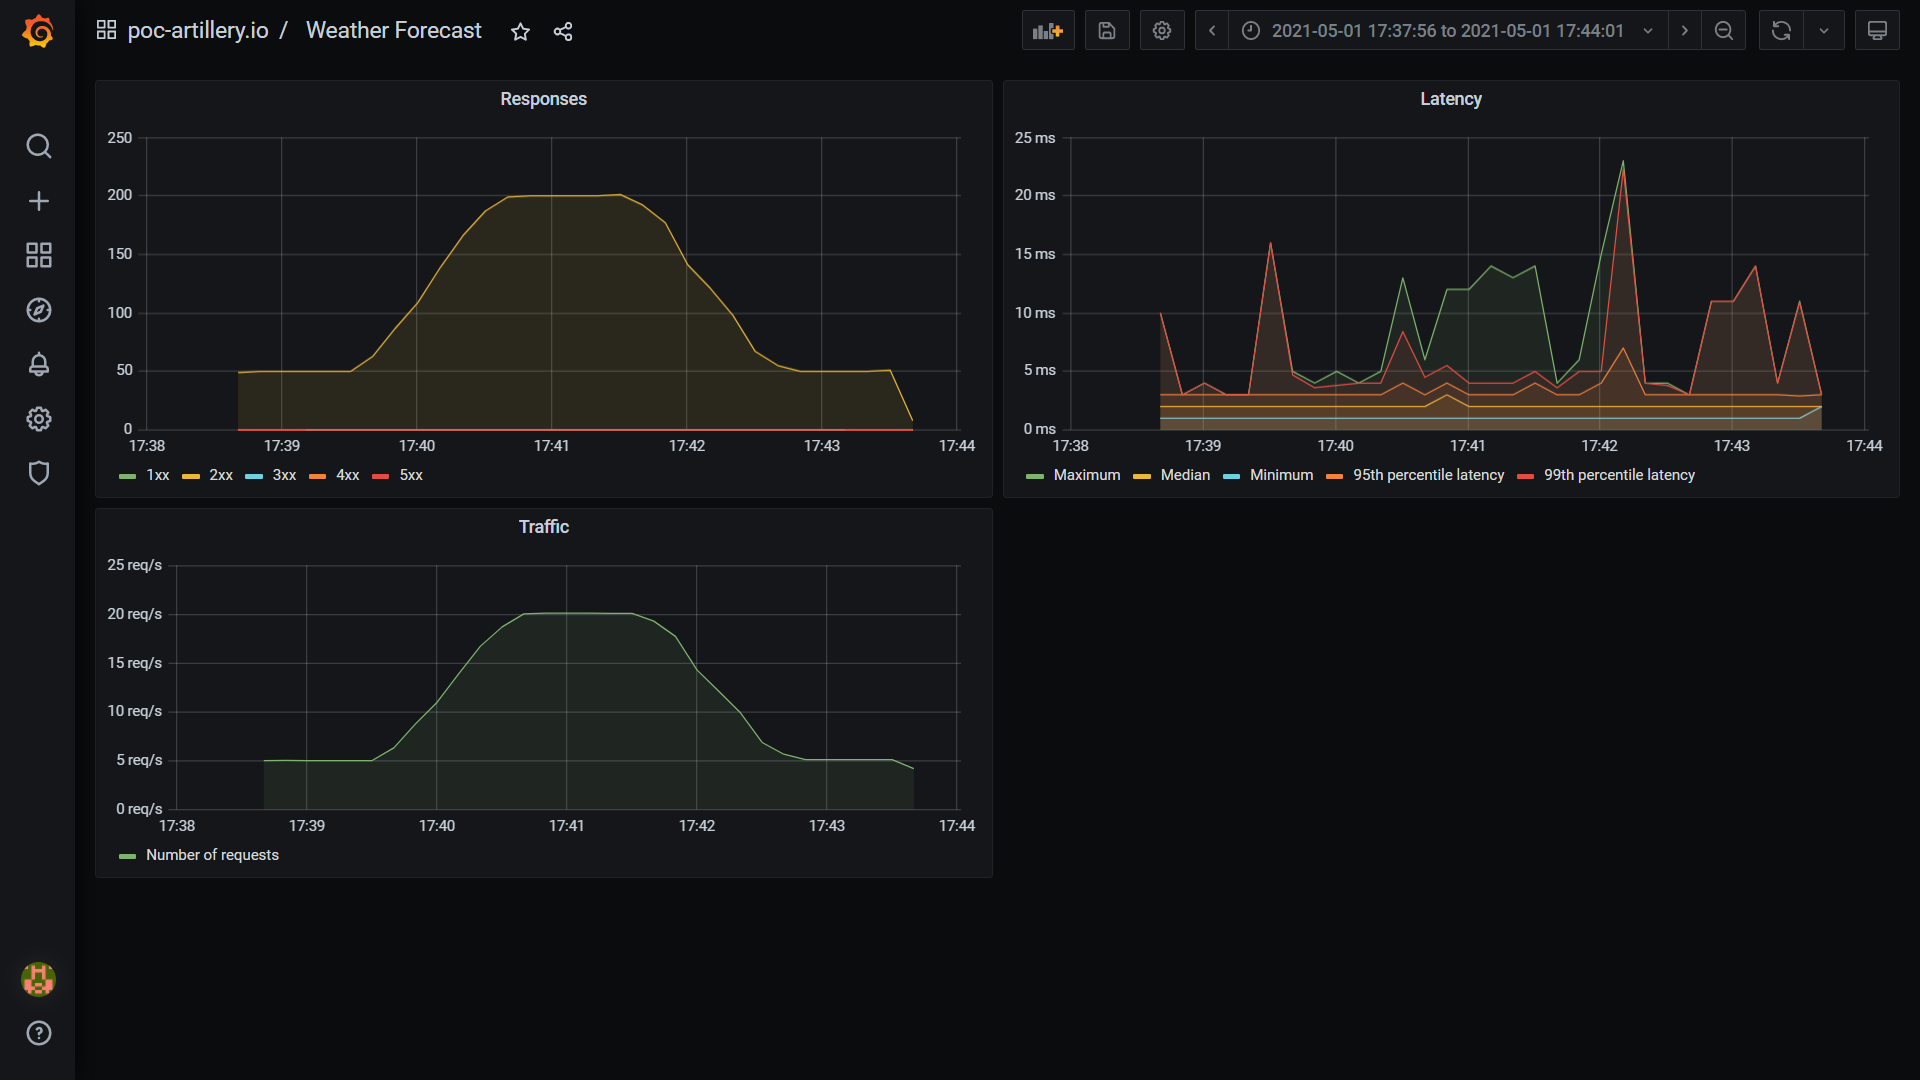 poc-artillery.io / Weather Forecast
2021-05-01 17:37:56 to 2021-05-01 17:44:01
Responses
250
200
150
100
50
0
17:38 17:39 17:40 17:41 17:42 17:43 17:44
1xx 2xx 3xx 4xx 5xx
Latency
25 ms
20 ms
15 ms
10 ms
5 ms
0 ms
17:38 17:39 17:40 17:41 17:42 17:43 17:44
Maximum Median Minimum 95th percentile latency 99th percentile latency
Traffic
25 req/s
20 req/s
15 req/s
10 req/s
5 req/s
0 req/s
17:38 17:39 17:40 17:41 17:42 17:43 17:44
Number of requests